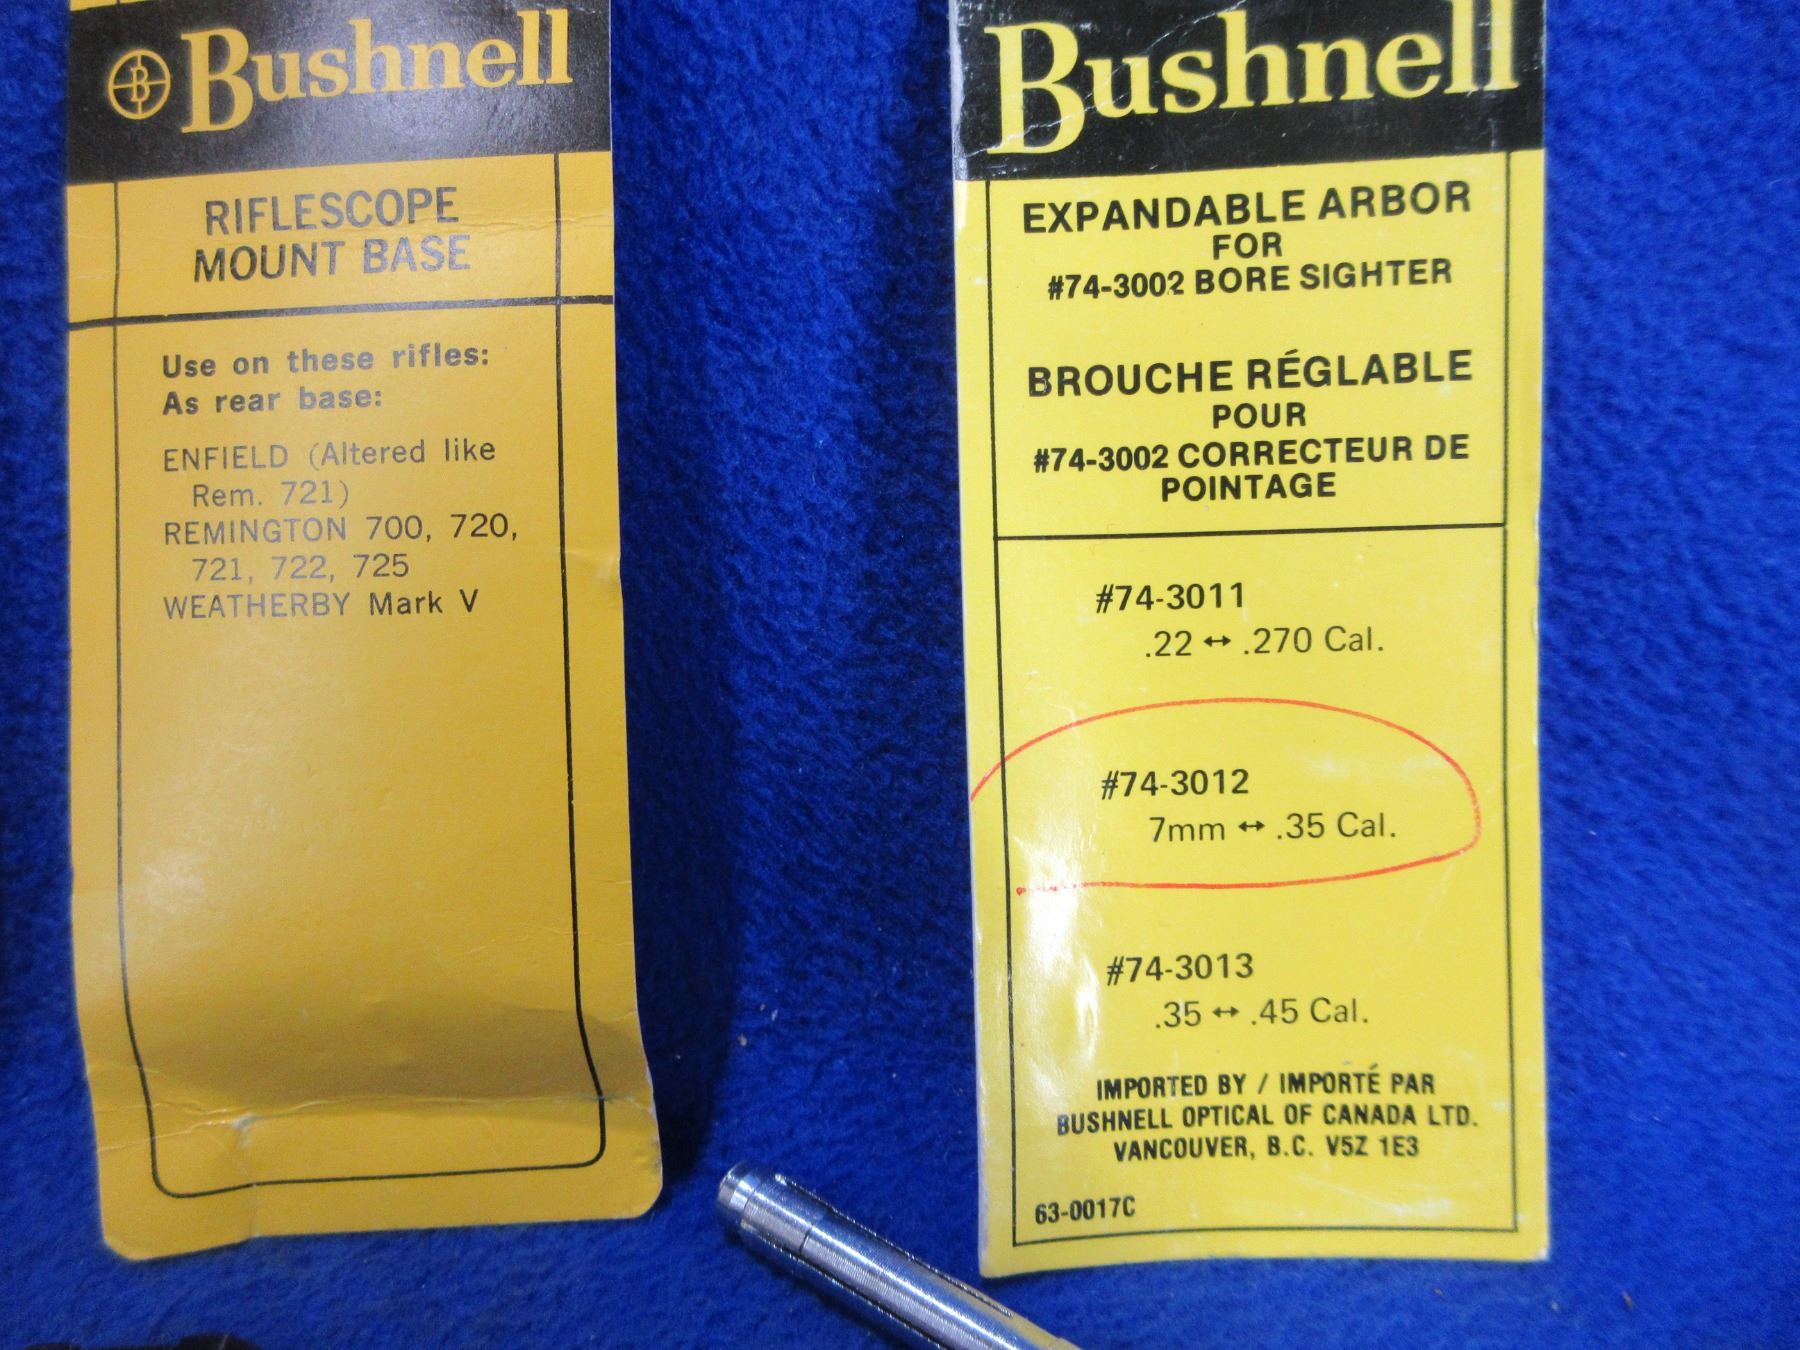 B Bushnell
RIFLESCOPE
MOUNT BASE
Use on these rifles:
As rear base:
ENFIELD (Altered like
Rem. 721)
REMINGTON 700, 720,
721, 722, 725
WEATHERBY Mark V
Bushnell
EXPANDABLE ARBOR
FOR
#74-3002 BORE SIGHTER
BROUCHE RÉGLABLE
POUR
#74-3002 CORRECTEUR DE
POINTAGE
#74-3011
.22 ↔ .270 Cal.
#74-3012
7mm ↔ .35 Cal.
#74-3013
.35 ↔ .45 Cal.
IMPORTED BY / IMPORTÉ PAR
BUSHNELL OPTICAL OF CANADA LTD.
VANCOUVER, B.C. V5Z 1E3
63-0017C